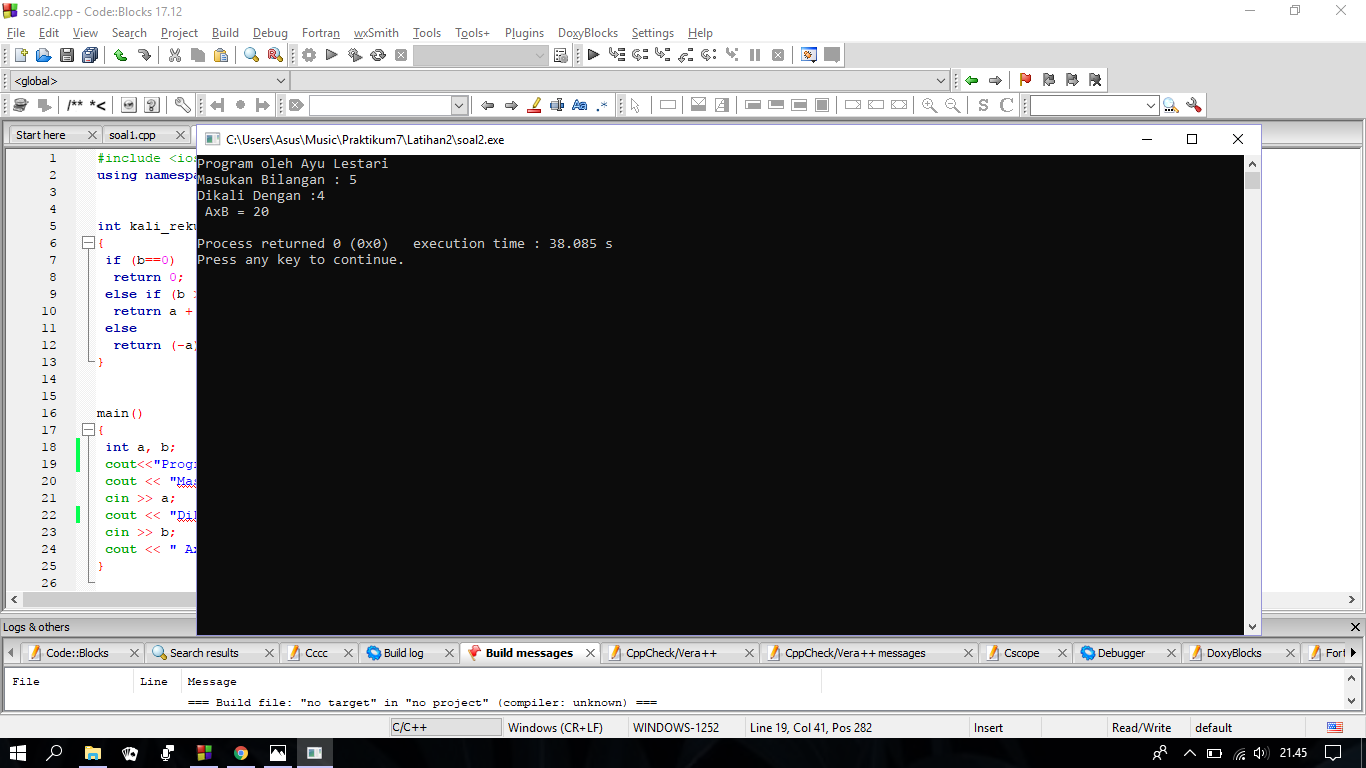 soal2.cpp - Code::Blocks 17.12
File Edit View Search Project Build Debug Fortran wxSmith Tools Tools+ Plugins DoxyBlocks Settings Help
<global>
/** *<
S C
Start here soal1.cpp
C:\Users\Asus\Music\Praktikum7\Latihan2\soal2.exe
Program oleh Ayu Lestari
Masukan Bilangan : 5
Dikali Dengan :4
AxB = 20
Process returned 0 (0x0) execution time : 38.085 s
Press any key to continue.
1 #include <ios
2 using namespa
3
4
5 int kali_reku
6 {
7 if (b==0)
8 return 0;
9 else if (b
10 return a +
11 else
12 return (-a)
13 }
14
15
16 main()
17 {
18 int a, b;
19 cout<<"Progr
20 cout << "Mas
21 cin >> a;
22 cout << "Dik
23 cin >> b;
24 cout << " Ax
25 }
26
Logs & others
Code::Blocks Search results Cccc Build log Build messages CppCheck/Vera++ CppCheck/Vera++ messages Cscope Debugger DoxyBlocks Fort
File Line Message
=== Build file: "no target" in "no project" (compiler: unknown) ===
C/C++ Windows (CR+LF) WINDOWS-1252 Line 19, Col 41, Pos 282 Insert Read/Write default
21.45